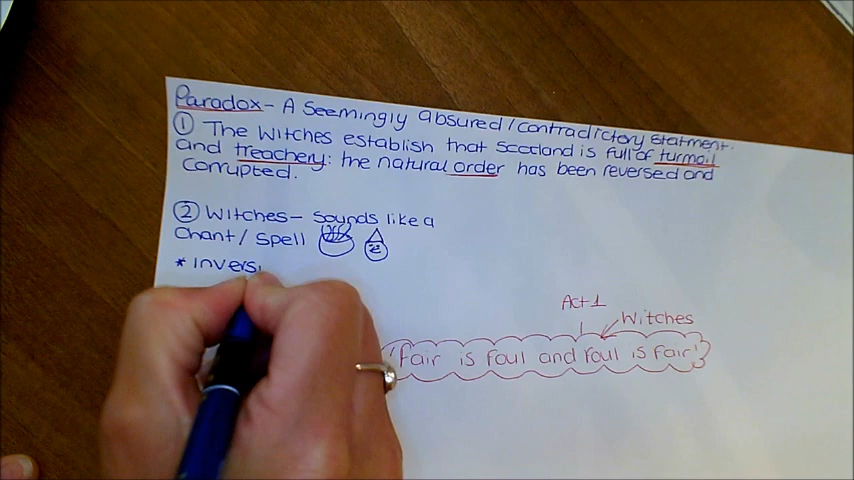 Paradox - A Seemingly absured / contradictory statment.
① The Witches establish that Scotland is full of turmoil
and treachery: the natural order has been reversed and
corrupted.
② Witches - sounds like a
Chant / spell
* Invers
Act 1
Witches
'Fair is foul and foul is fair'